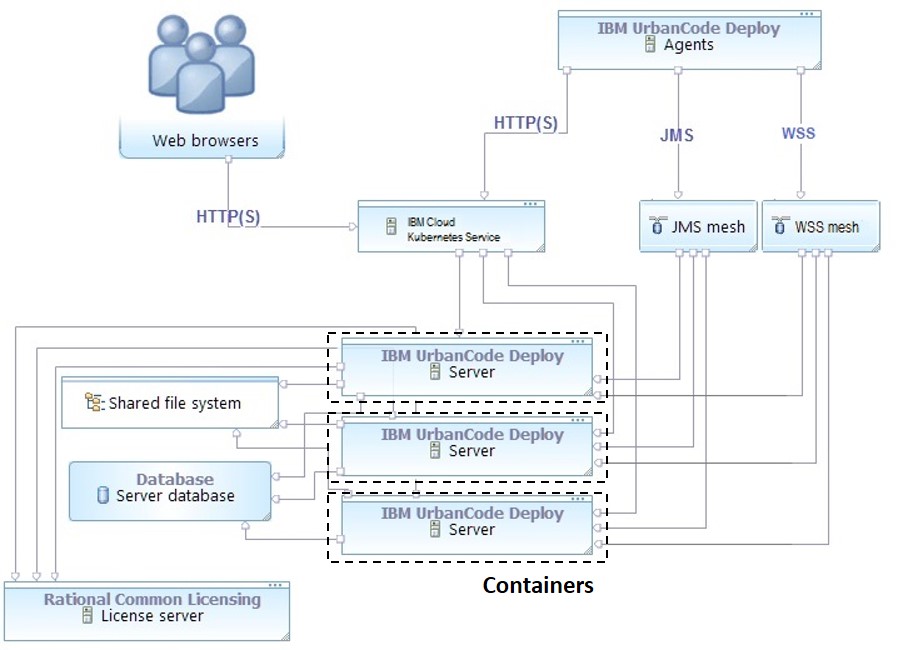 IBM UrbanCode Deploy
Agents
Web browsers
HTTP(S)
JMS
WSS
HTTP(S)
IBM Cloud
Kubernetes Service
JMS mesh
WSS mesh
IBM UrbanCode Deploy
Server
Shared file system
IBM UrbanCode Deploy
Server
Database
Server database
IBM UrbanCode Deploy
Server
Containers
Rational Common Licensing
License server